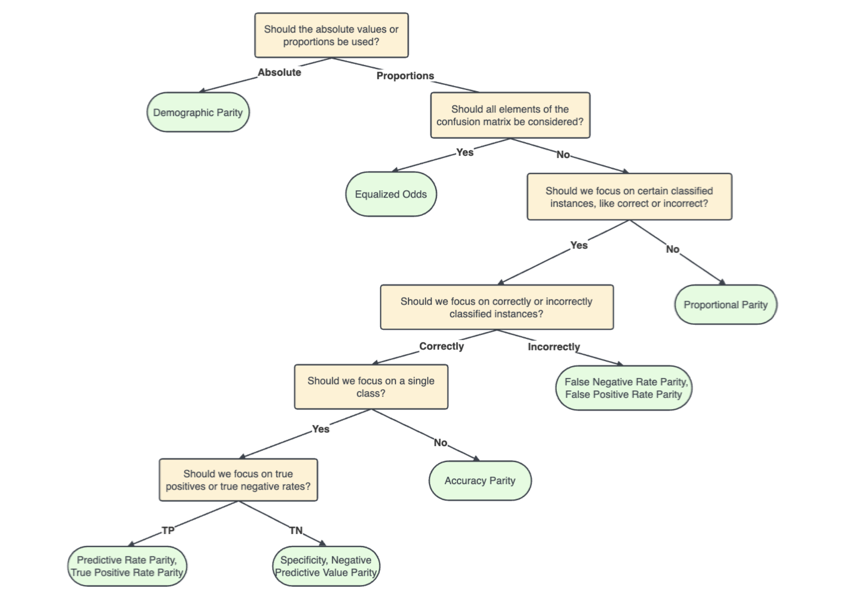 Should the absolute values or
proportions be used?
Absolute
Proportions
Demographic Parity
Should all elements of the
confusion matrix be considered?
Yes
No
Equalized Odds
Should we focus on certain classified
instances, like correct or incorrect?
Yes
No
Should we focus on correctly or incorrectly
classified instances?
Proportional Parity
Correctly
Incorrectly
Should we focus on a single
class?
False Negative Rate Parity,
False Positive Rate Parity
Yes
No
Should we focus on true
positives or true negative rates?
Accuracy Parity
TP
TN
Predictive Rate Parity,
True Positive Rate Parity
Specificity, Negative
Predictive Value Parity